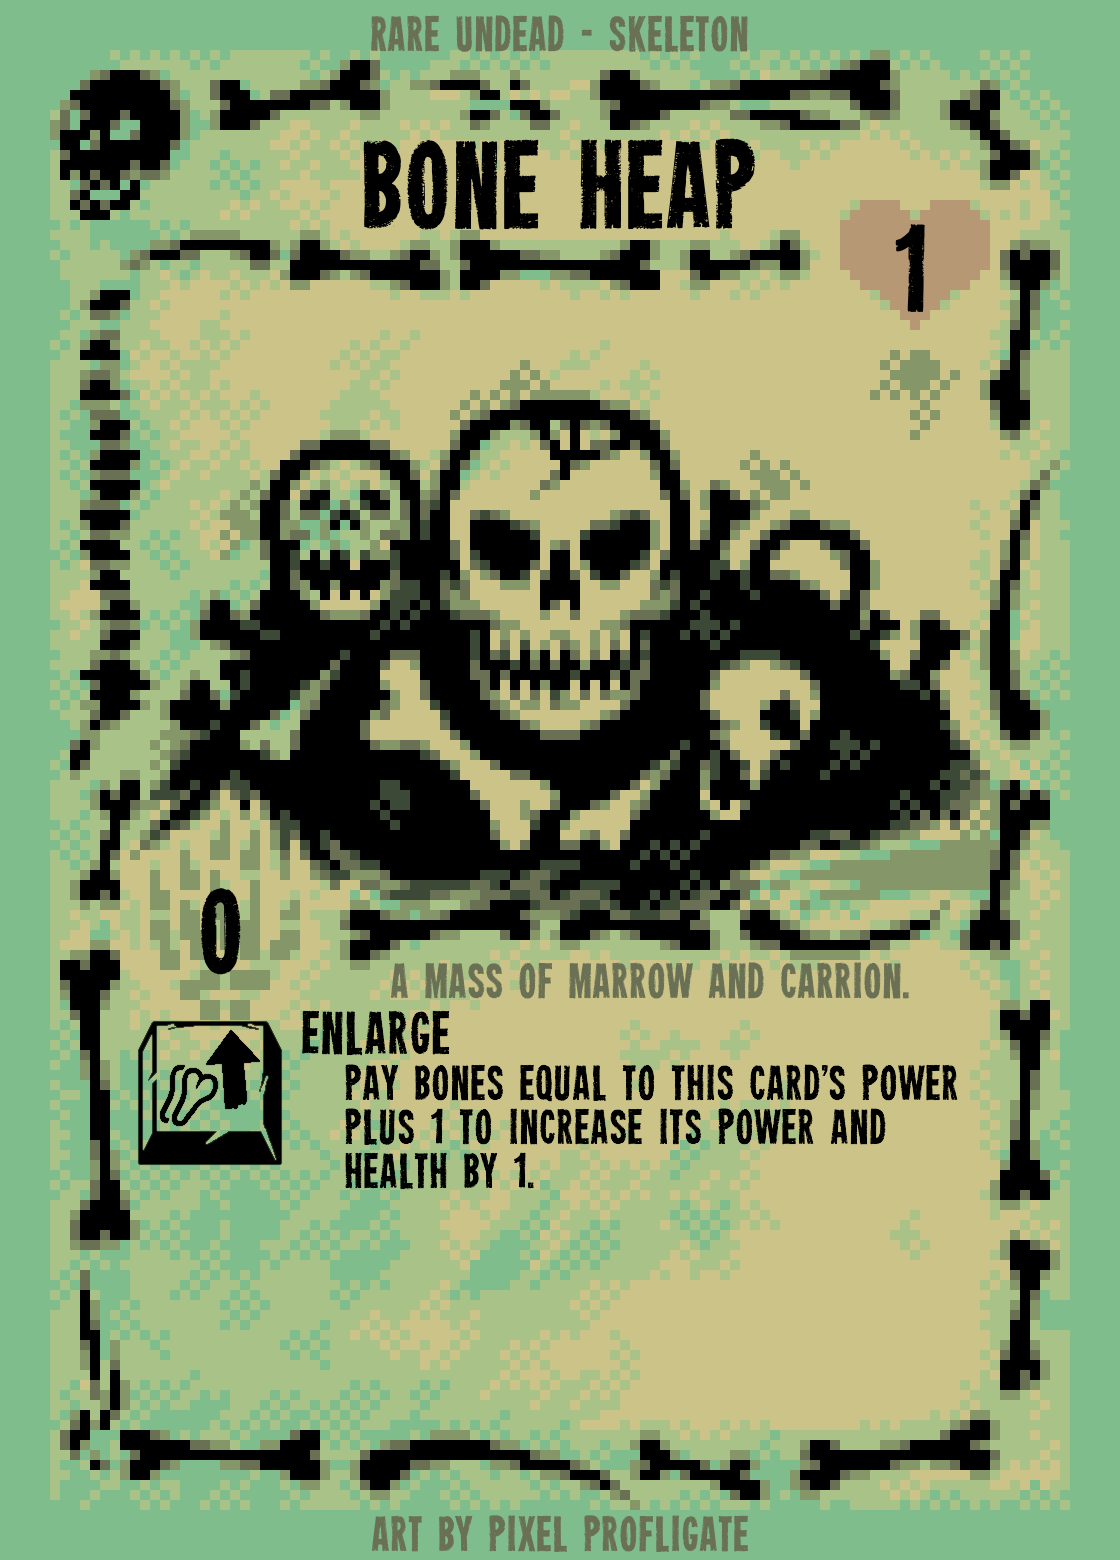 RARE UNDEAD - SKELETON
BONE HEAP
1
0
A MASS OF MARROW AND CARRION.
ENLARGE
PAY BONES EQUAL TO THIS CARD'S POWER
PLUS 1 TO INCREASE ITS POWER AND
HEALTH BY 1.
ART BY PIXEL PROFLIGATE